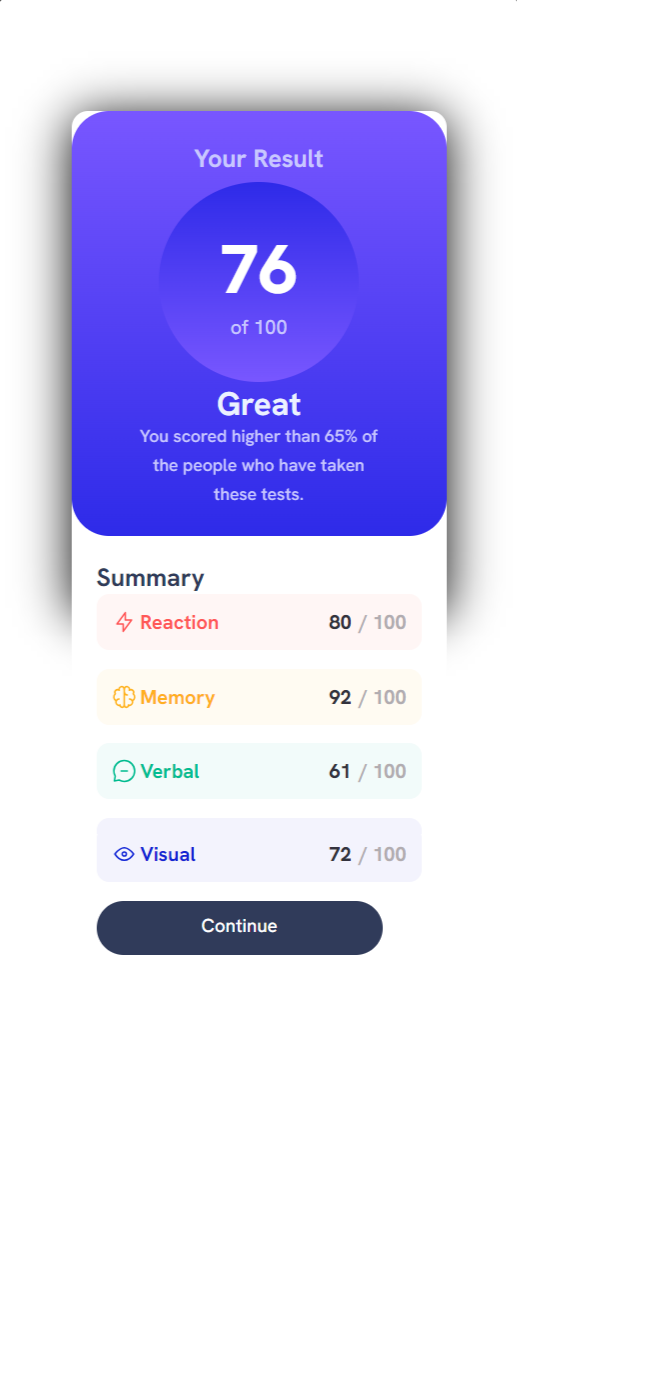 Your Result
76
of 100
Great
You scored higher than 65% of
the people who have taken
these tests.
Summary
Reaction 80 / 100
Memory 92 / 100
Verbal 61 / 100
Visual 72 / 100
Continue